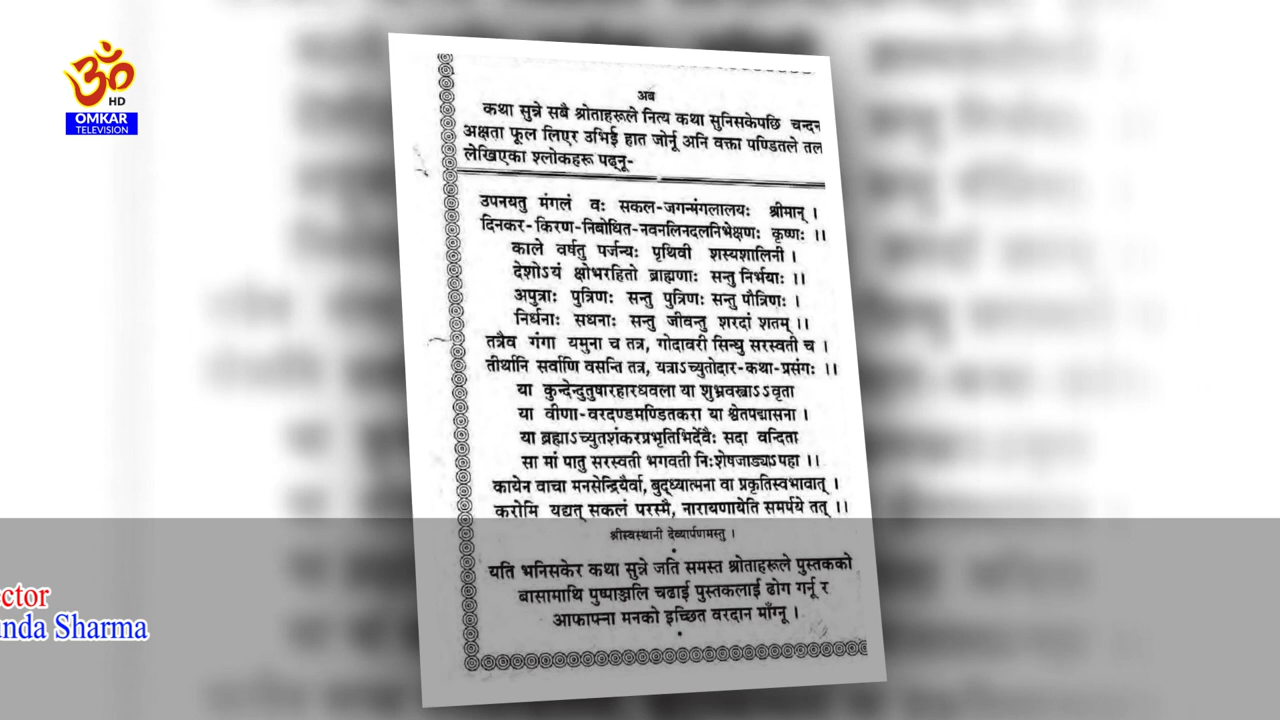 ॐ
HD
OMKAR
TELEVISION
अब
कथा सुन्ने सबै श्रोताहरूले नित्य कथा सुनिसकेपछि चन्दन
अक्षता फूल लिएर उभिई हात जोर्नू अनि वक्ता पण्डितले तल
लेखिएका श्लोकहरू पढ्नू-
उपनयतु मंगलं वः सकल-जगन्मंगलालयः श्रीमान् ।
दिनकर-किरण-निबोधित-नवनलिनदलनिभेक्षणः कृष्णः ।।
काले वर्षतु पर्जन्यः पृथिवी शस्यशालिनी ।
देशोऽयं क्षोभरहितो ब्राह्मणाः सन्तु निर्भयाः ।।
अपुत्राः पुत्रिणः सन्तु पुत्रिणः सन्तु पौत्रिणः ।
निर्धनाः सधनाः सन्तु जीवन्तु शरदां शतम् ।।
तत्रैव गंगा यमुना च तत्र, गोदावरी सिन्धु सरस्वती च ।
तीर्थानि सर्वाणि वसन्ति तत्र, यत्राऽच्युतोदार-कथा-प्रसंगः ।।
या कुन्देन्दुतुषारहारधवला या शुभ्रवस्त्राऽऽवृता
या वीणा-वरदण्डमण्डितकरा या श्वेतपद्मासना ।
या ब्रह्माऽच्युतशंकरप्रभृतिभिर्देवैः सदा वन्दिता
सा मां पातु सरस्वती भगवती निःशेषजाड्याऽपहा ।।
कायेन वाचा मनसेन्द्रियैर्वा, बुद्ध्यात्मना वा प्रकृतिस्वभावात् ।
करोमि यद्यत् सकलं परस्मै, नारायणायेति समर्पये तत् ।।
श्रीस्वस्थानी देव्यार्पणमस्तु ।
यति भनिसकेर कथा सुन्ने जति समस्त श्रोताहरूले पुस्तकको
बासामाथि पुष्पाञ्जलि चढाई पुस्तकलाई ढोग गर्नू र
आफाफ्ना मनको इच्छित वरदान माँग्नू ।
ector
unda Sharma